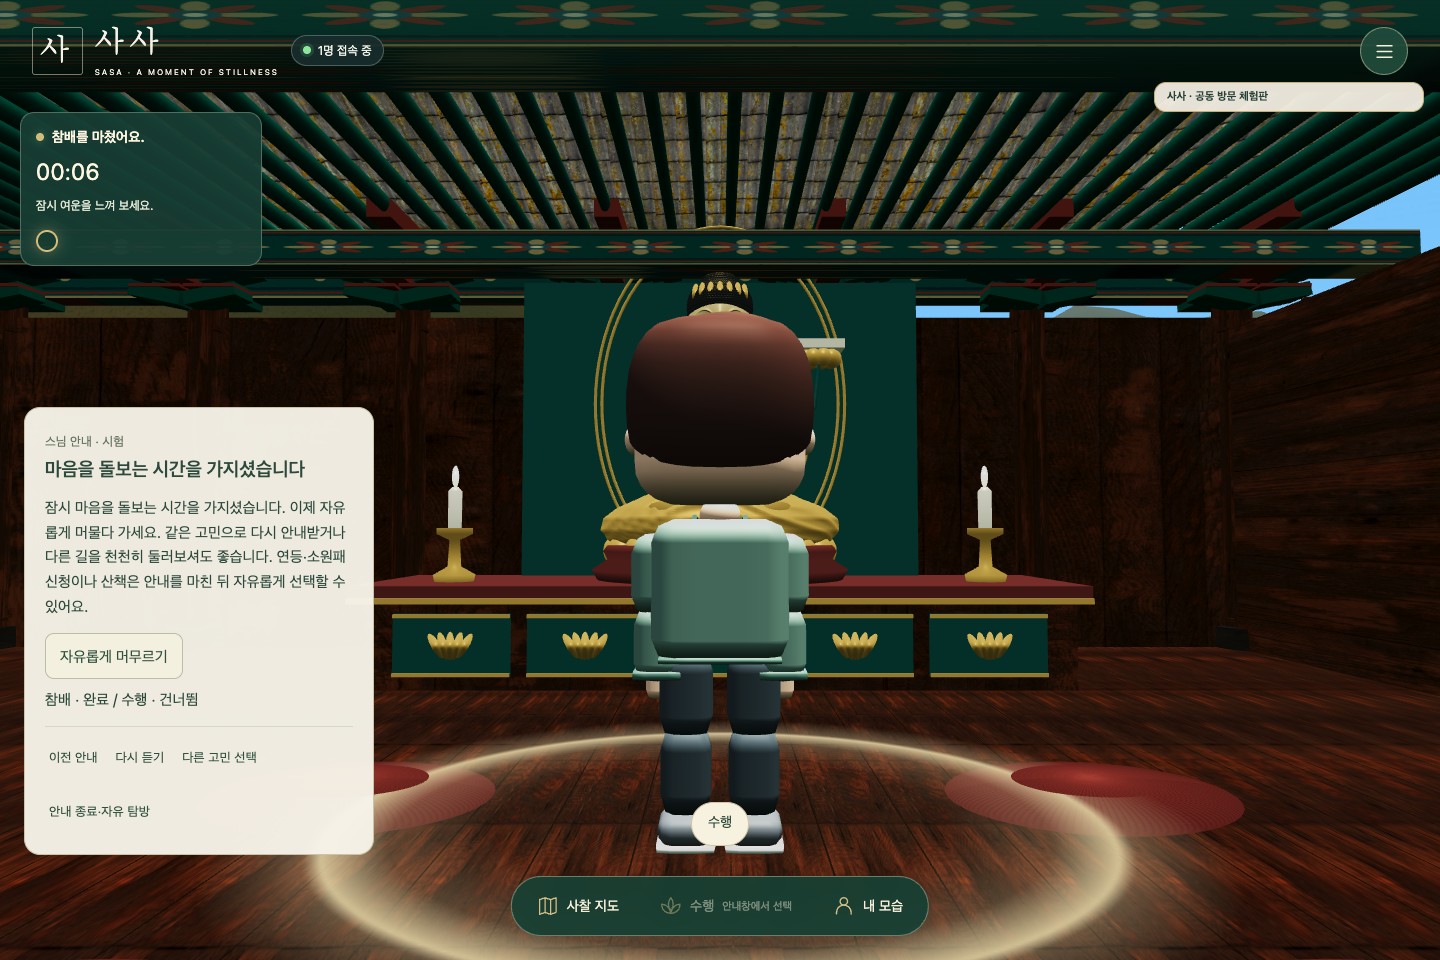 사
사사
SASA · A MOMENT OF STILLNESS
1명 접속 중
사사 · 공동 방문 체험판
참배를 마쳤어요.
00:06
잠시 여운을 느껴 보세요.
스님 안내 · 시험
마음을 돌보는 시간을 가지셨습니다
잠시 마음을 돌보는 시간을 가지셨습니다. 이제 자유
롭게 머물다 가세요. 같은 고민으로 다시 안내받거나
다른 길을 천천히 둘러보셔도 좋습니다. 연등·소원패
신청이나 산책은 안내를 마친 뒤 자유롭게 선택할 수
있어요.
자유롭게 머무르기
참배 · 완료 / 수행 · 건너뜀
이전 안내 다시 듣기 다른 고민 선택
안내 종료·자유 탐방
수행
사찰 지도 수행 안내창에서 선택 내 모습